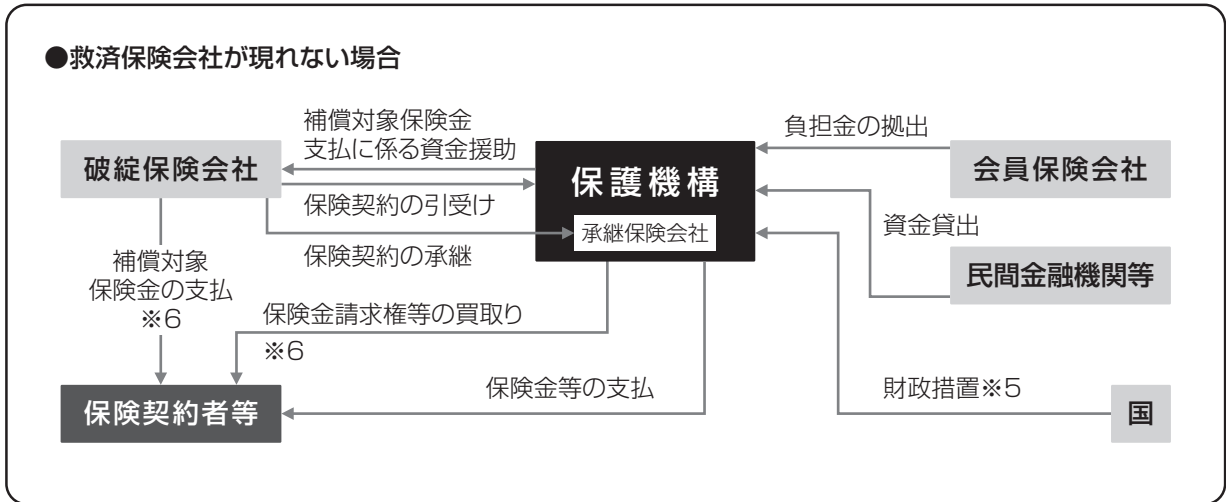 ●救済保険会社が現れない場合
補償対象保険金
支払に係る資金援助
負担金の拠出
破綻保険会社
保護機構
会員保険会社
保険契約の引受け
承継保険会社
資金貸出
保険契約の承継
補償対象
保険金の支払
※6
民間金融機関等
保険金請求権等の買取り
※6
保険金等の支払
財政措置※5
保険契約者等
国